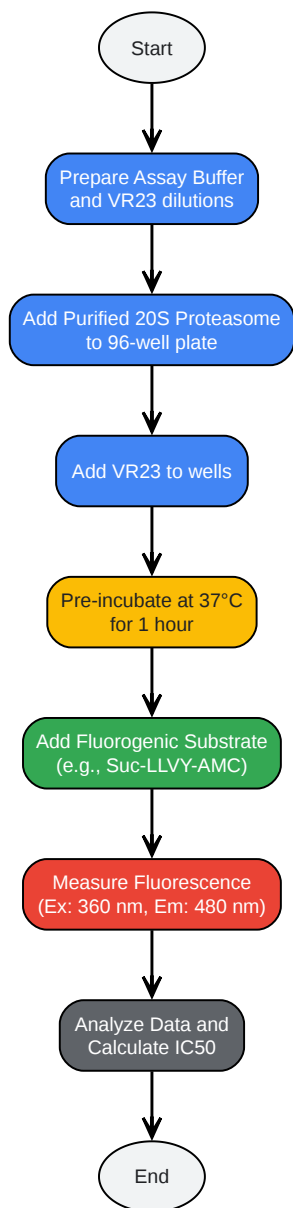 Start
Prepare Assay Buffer
and VR23 dilutions
Add Purified 20S Proteasome
to 96-well plate
Add VR23 to wells
Pre-incubate at 37°C
for 1 hour
Add Fluorogenic Substrate
(e.g., Suc-LLVY-AMC)
Measure Fluorescence
(Ex: 360 nm, Em: 480 nm)
Analyze Data and
Calculate IC50
End